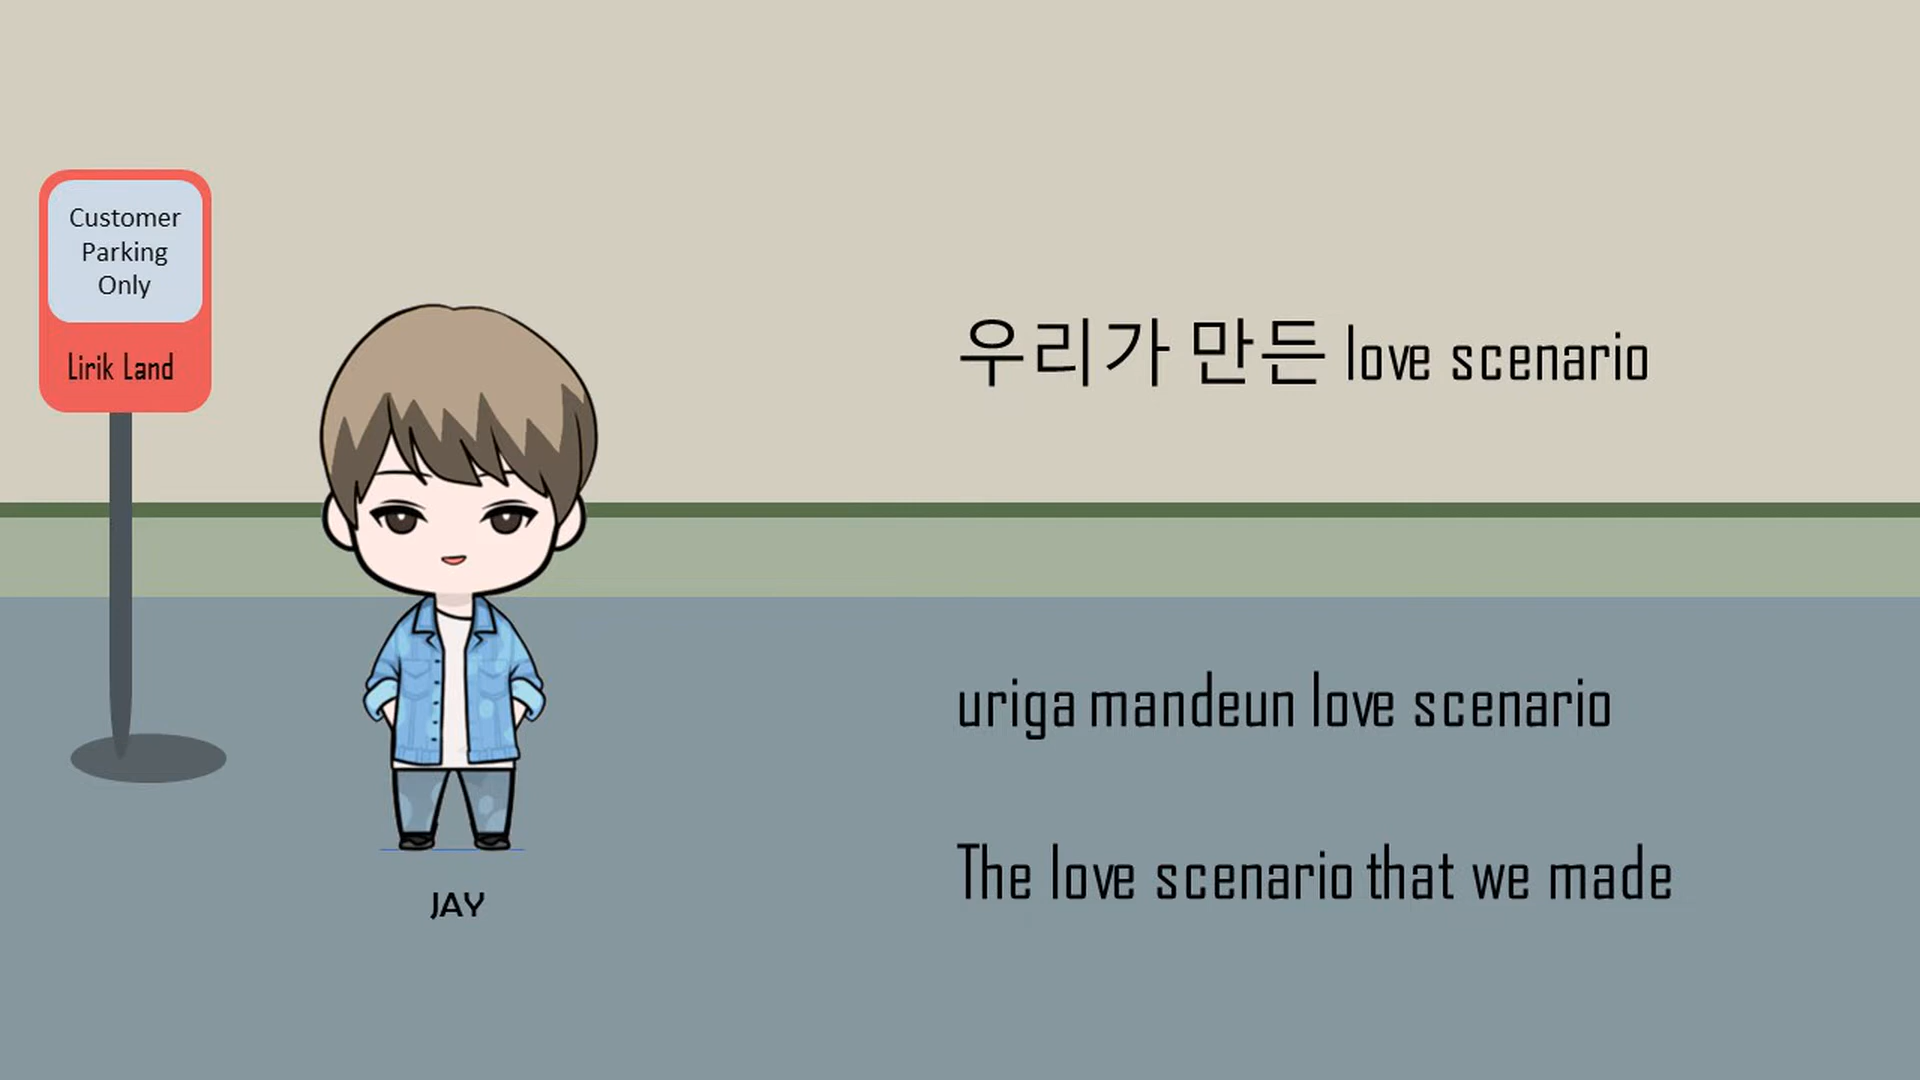 Customer
Parking
Only
Lirik Land
우리가 만든 love scenario
uriga mandeun love scenario
The love scenario that we made
JAY